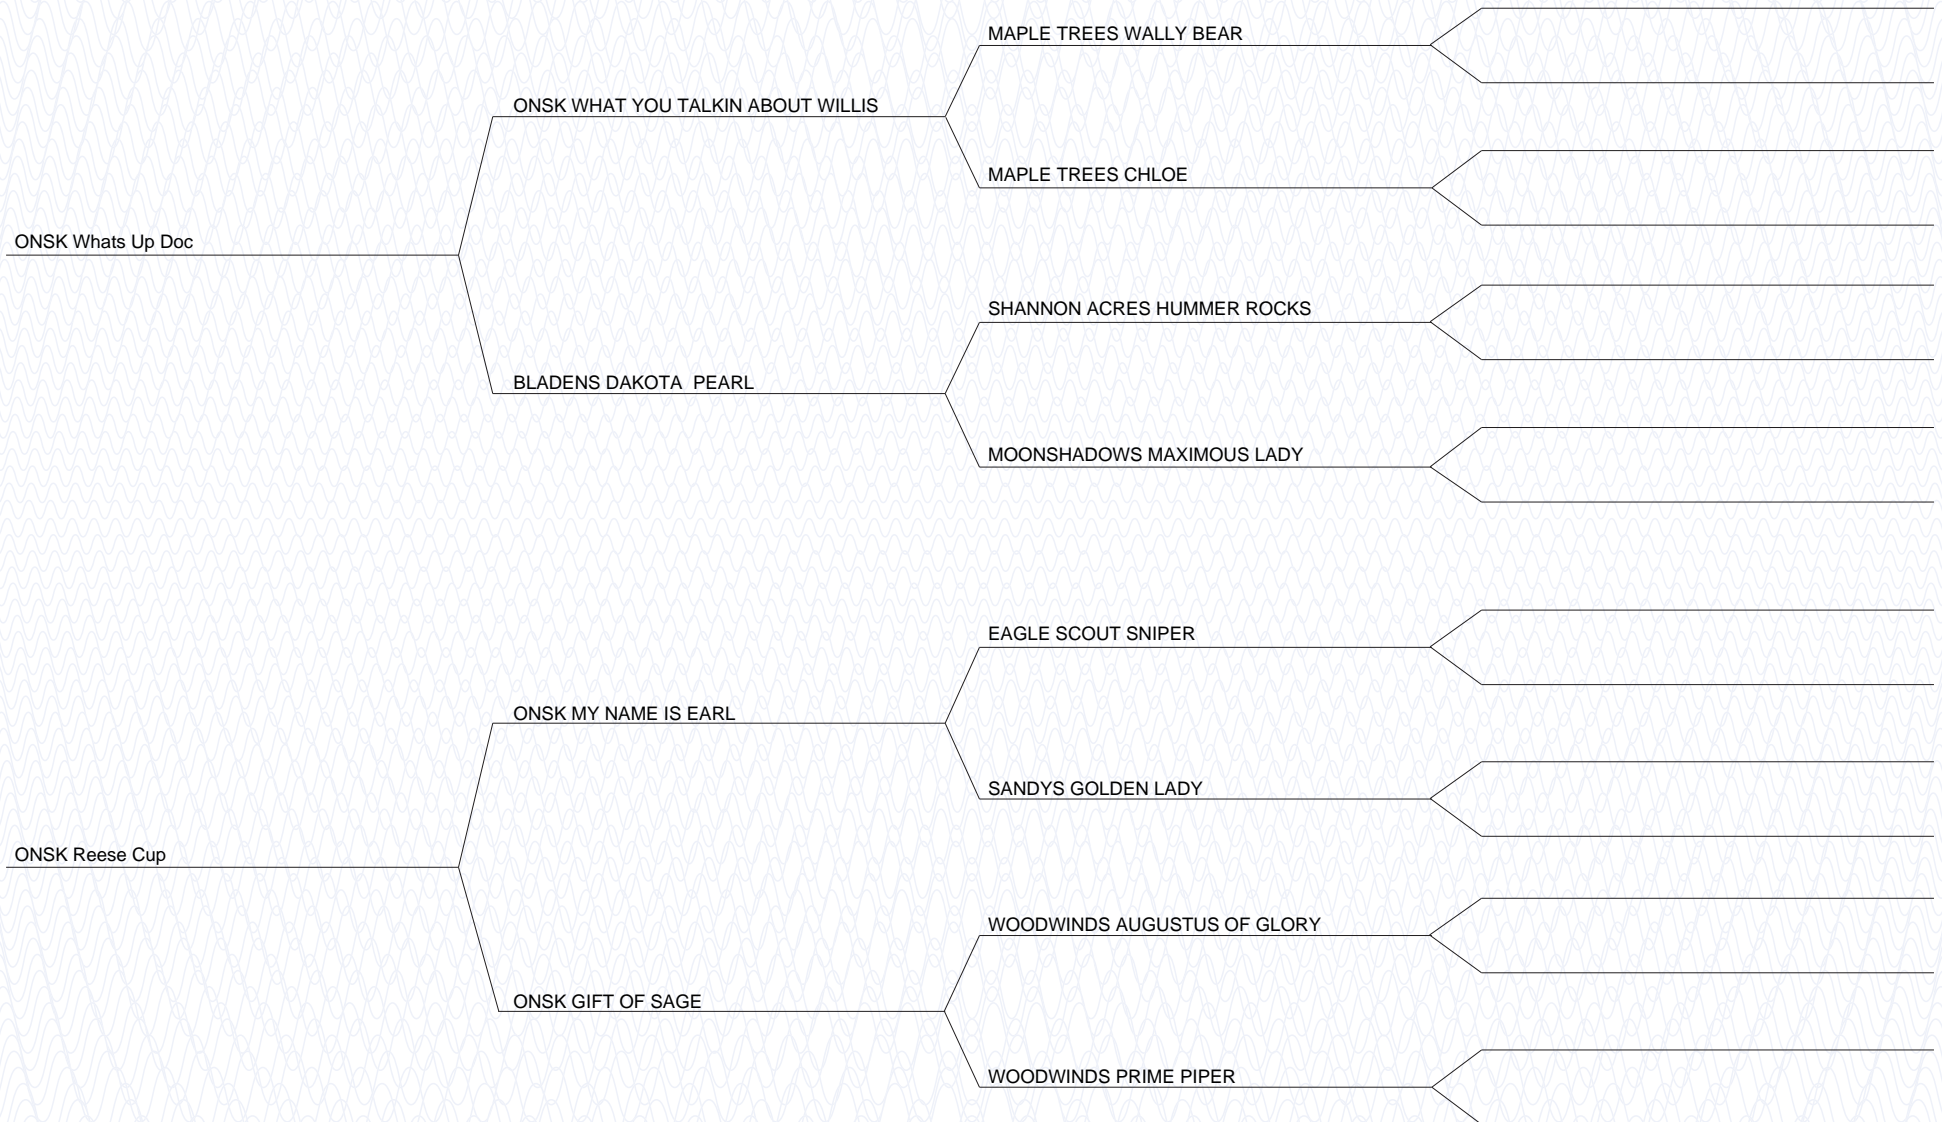 MAPLE TREES WALLY BEAR
ONSK WHAT YOU TALKIN ABOUT WILLIS
MAPLE TREES CHLOE
ONSK Whats Up Doc
SHANNON ACRES HUMMER ROCKS
BLADENS DAKOTA  PEARL
MOONSHADOWS MAXIMOUS LADY
EAGLE SCOUT SNIPER
ONSK MY NAME IS EARL
SANDYS GOLDEN LADY
ONSK Reese Cup
WOODWINDS AUGUSTUS OF GLORY
ONSK GIFT OF SAGE
WOODWINDS PRIME PIPER